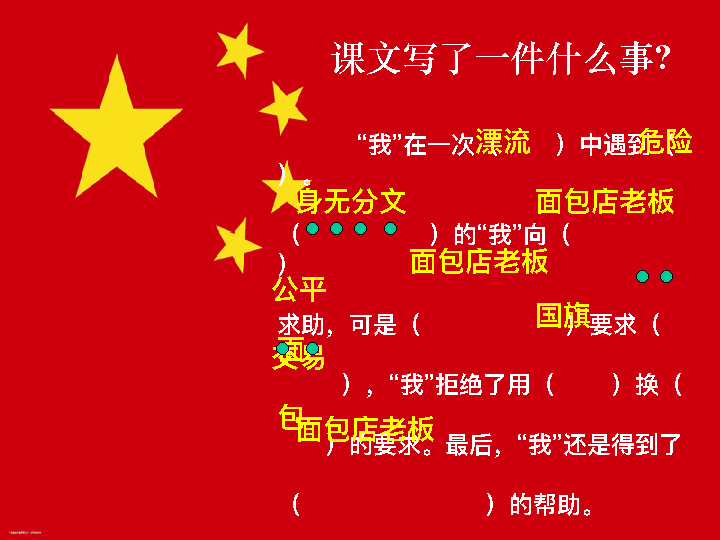 课文写了一件什么事?
“我”在一次 漂流 ）中遇到 危险
）。
身无分文 面包店老板
（ ）的“我”向（
） 面包店老板
公平
求助，可是（ 国旗 ）要求（
交易 面
），“我”拒绝了用（ ）换（
包
面包店老板
）的要求。最后，“我”还是得到了
（ ）的帮助。